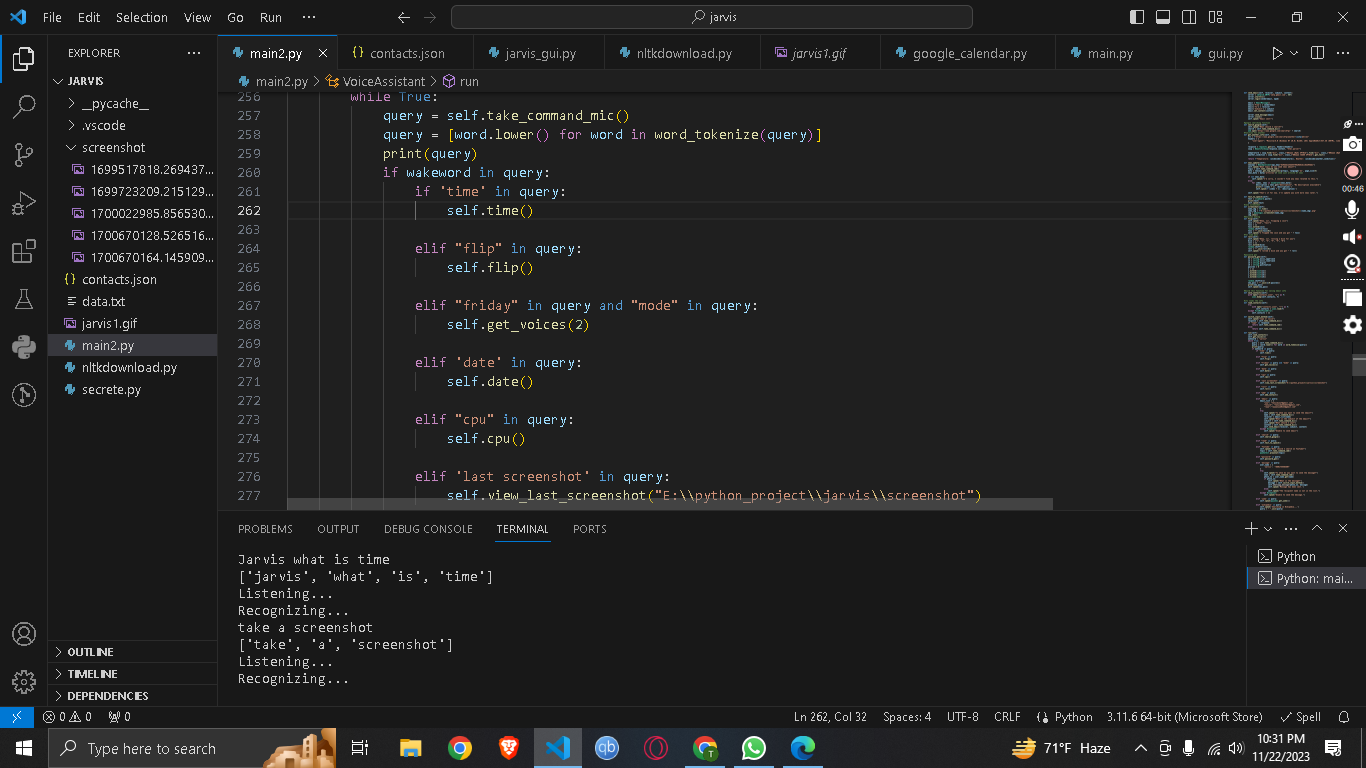 File Edit Selection View Go Run ··· jarvis
EXPLORER ···
JARVIS
__pycache__
.vscode
screenshot
1699517818.269437...
1699723209.215129...
1700022985.856530...
1700670128.526516...
1700670164.145909...
contacts.json
data.txt
jarvis1.gif
main2.py
nltkdownload.py
secrete.py
OUTLINE
TIMELINE
DEPENDENCIES
main2.py contacts.json jarvis_gui.py nltkdownload.py jarvis1.gif google_calendar.py main.py gui.py
main2.py > VoiceAssistant > run
256 while True:
257 query = self.take_command_mic()
258 query = [word.lower() for word in word_tokenize(query)]
259 print(query)
260 if wakeword in query:
261 if 'time' in query:
262 self.time()
263
264 elif "flip" in query:
265 self.flip()
266
267 elif "friday" in query and "mode" in query:
268 self.get_voices(2)
269
270 elif 'date' in query:
271 self.date()
272
273 elif "cpu" in query:
274 self.cpu()
275
276 elif 'last screenshot' in query:
277 self.view_last_screenshot("E:\\python_project\\jarvis\\screenshot")
00:46
PROBLEMS OUTPUT DEBUG CONSOLE TERMINAL PORTS
Jarvis what is time
['jarvis', 'what', 'is', 'time']
Listening...
Recognizing...
take a screenshot
['take', 'a', 'screenshot']
Listening...
Recognizing...
Python
Python: mai...
0 0 0 Ln 262, Col 32 Spaces: 4 UTF-8 CRLF Python 3.11.6 64-bit (Microsoft Store) Spell
Type here to search qb T 71°F Haze 10:31 PM
11/22/2023